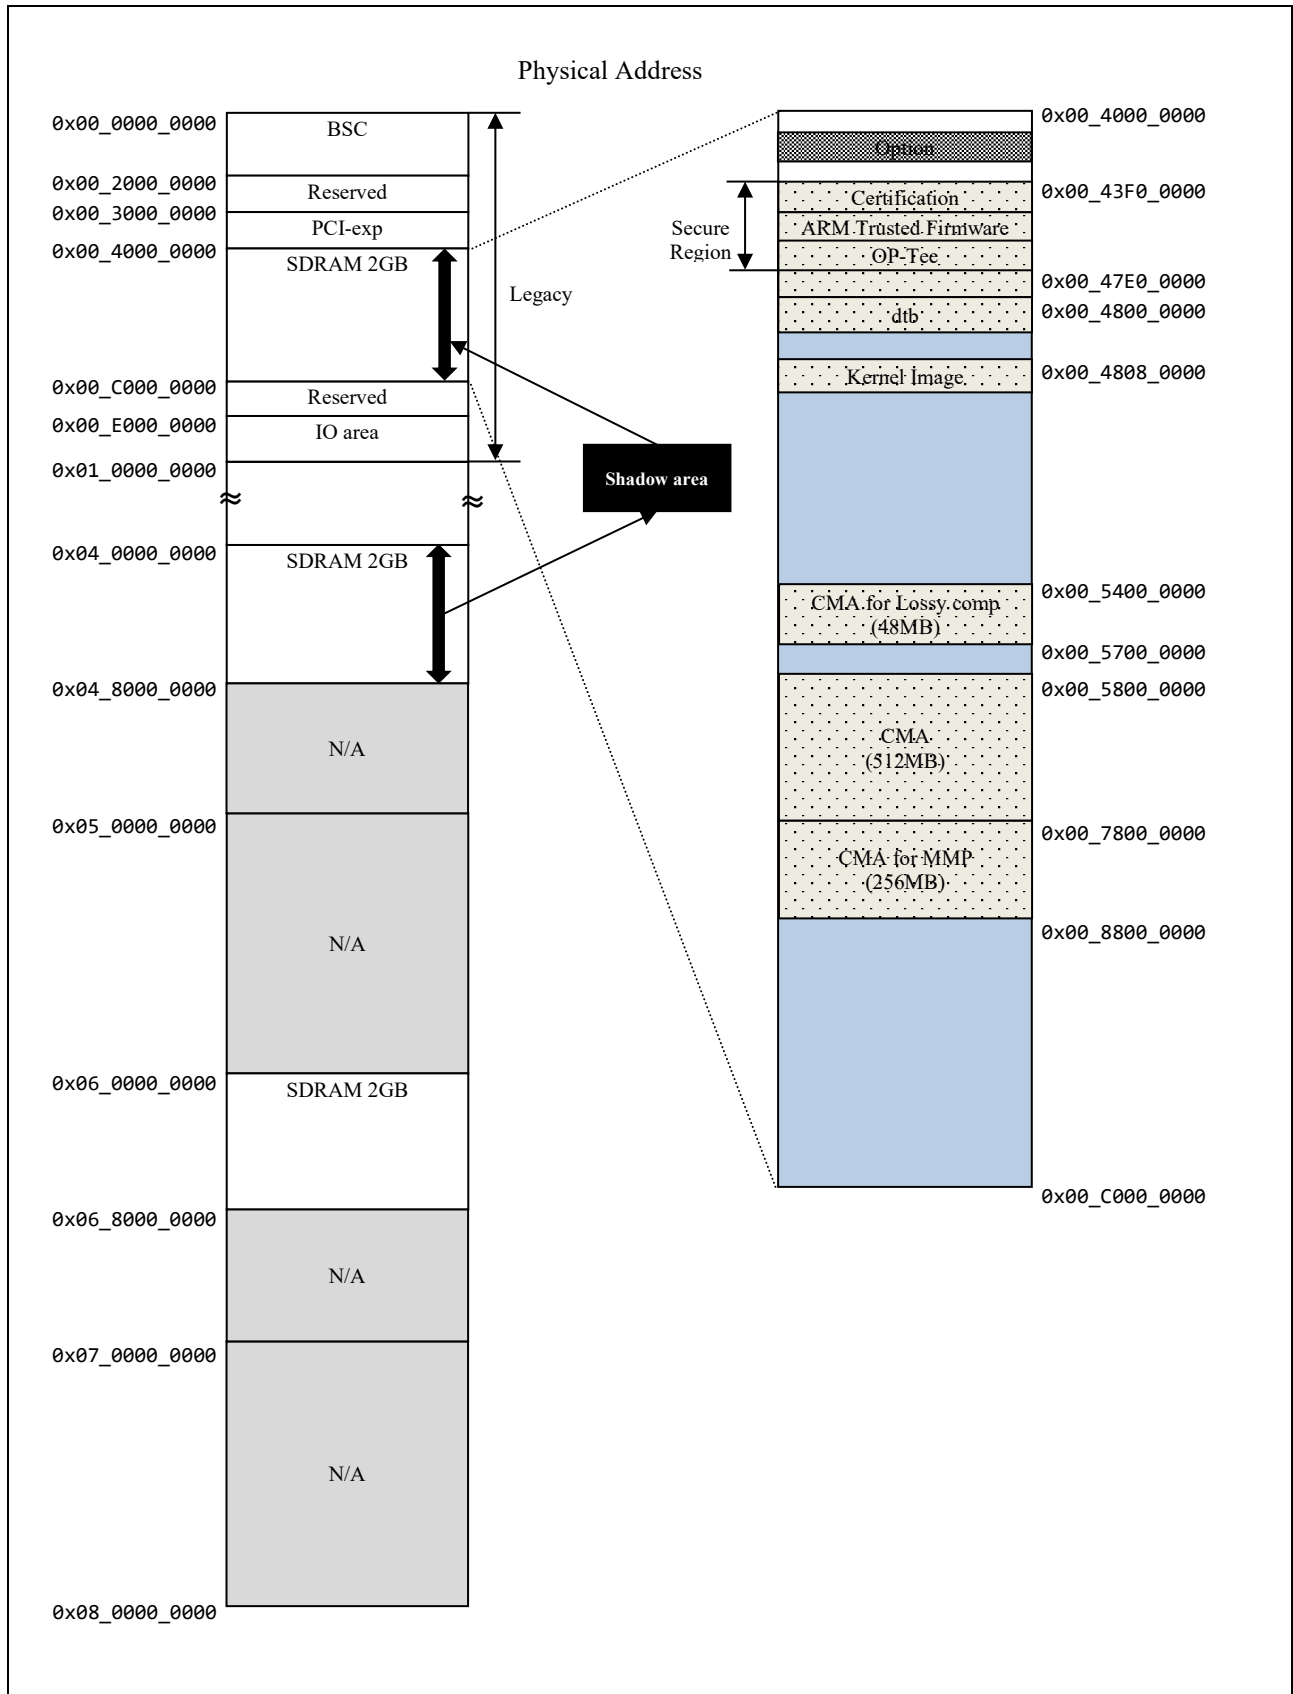 Physical Address
0x00_0000_0000
BSC
0x00_2000_0000
Reserved
0x00_3000_0000
PCI-exp
0x00_4000_0000
SDRAM 2GB
Legacy
0x00_C000_0000
Reserved
0x00_E000_0000
IO area
0x01_0000_0000
≈
≈
0x04_0000_0000
SDRAM 2GB
Shadow area
0x04_8000_0000
N/A
0x05_0000_0000
N/A
0x06_0000_0000
SDRAM 2GB
0x06_8000_0000
N/A
0x07_0000_0000
N/A
0x08_0000_0000
0x00_4000_0000
Option
Secure
Region
Certification
0x00_43F0_0000
ARM Trusted Firmware
OP-Tee
0x00_47E0_0000
dtb
0x00_4800_0000
Kernel Image
0x00_4808_0000
CMA for Lossy comp
(48MB)
0x00_5400_0000
0x00_5700_0000
0x00_5800_0000
CMA
(512MB)
0x00_7800_0000
CMA for MMP
(256MB)
0x00_8800_0000
0x00_C000_0000